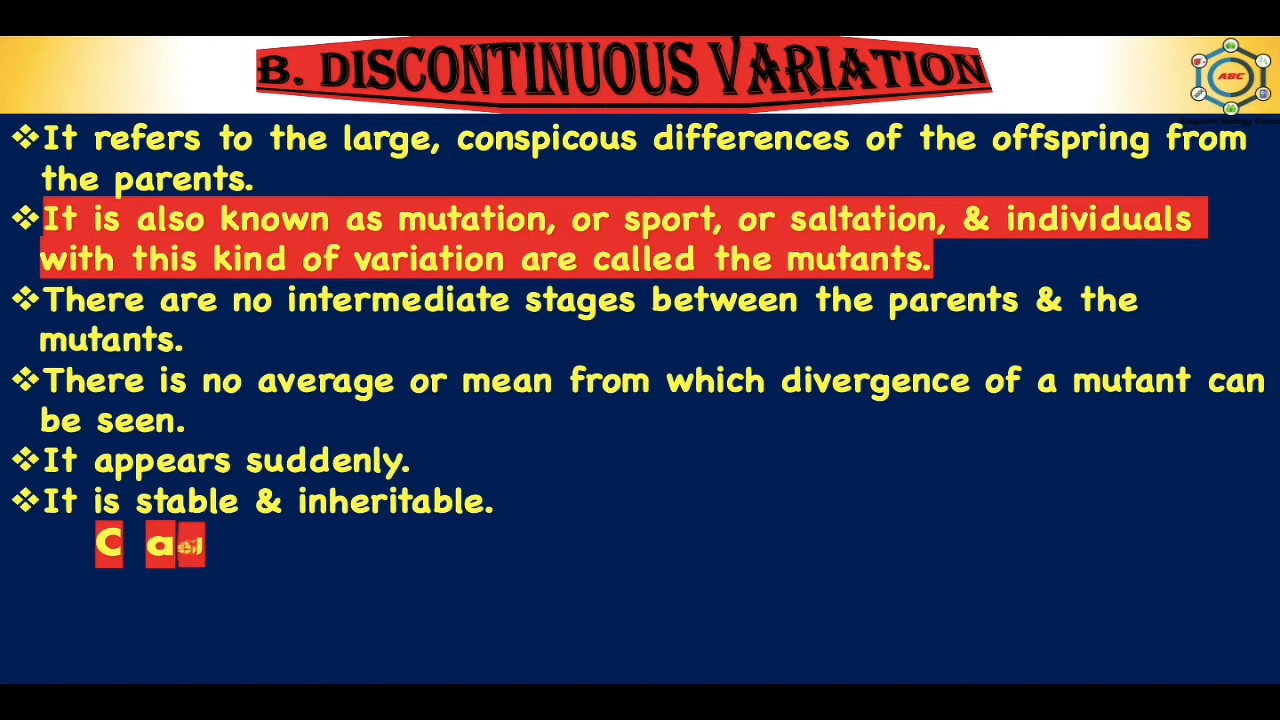 B. DISCONTINUOUS VARIATION
ABC
❖It refers to the large, conspicous differences of the offspring from
the parents.
❖It is also known as mutation, or sport, or saltation, & individuals
with this kind of variation are called the mutants.
❖There are no intermediate stages between the parents & the
mutants.
❖There is no average or mean from which divergence of a mutant can
be seen.
❖It appears suddenly.
❖It is stable & inheritable.
C a